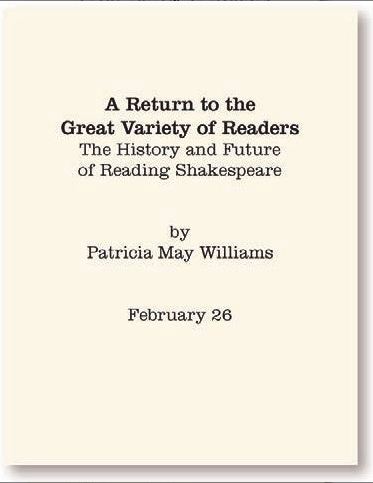 A Return to the
Great Variety of Readers
The History and Future
of Reading Shakespeare
by
Patricia May Williams
February 26